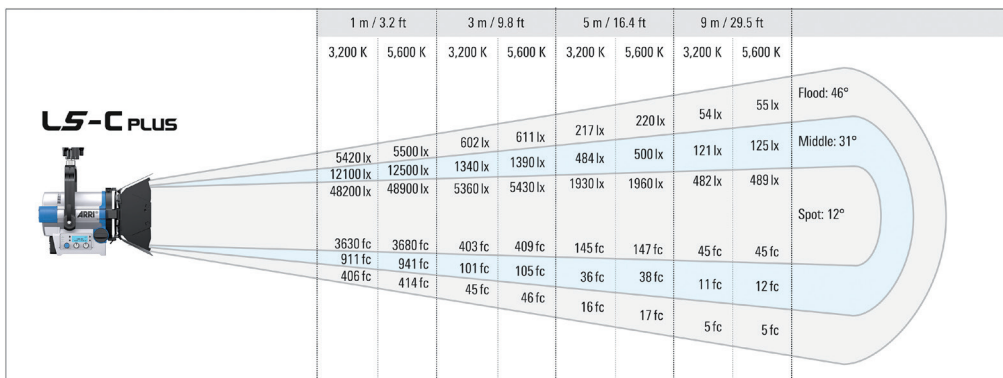 1 m / 3.2 ft 3 m / 9.8 ft 5 m / 16.4 ft 9 m / 29.5 ft
3,200 K 5,600 K 3,200 K 5,600 K 3,200 K 5,600 K 3,200 K 5,600 K
Flood: 46°
L5-C PLUS
5420 lx 5500 lx 602 lx 611 lx 217 lx 220 lx 54 lx 55 lx
Middle: 31°
12100 lx 12500 lx 1340 lx 1390 lx 484 lx 500 lx 121 lx 125 lx
48200 lx 48900 lx 5360 lx 5430 lx 1930 lx 1960 lx 482 lx 489 lx
ARRI
Spot: 12°
3630 fc 3680 fc 403 fc 409 fc 145 fc 147 fc 45 fc 45 fc
911 fc 941 fc 101 fc 105 fc 36 fc 38 fc 11 fc 12 fc
406 fc 414 fc 45 fc 46 fc 16 fc 17 fc 5 fc 5 fc